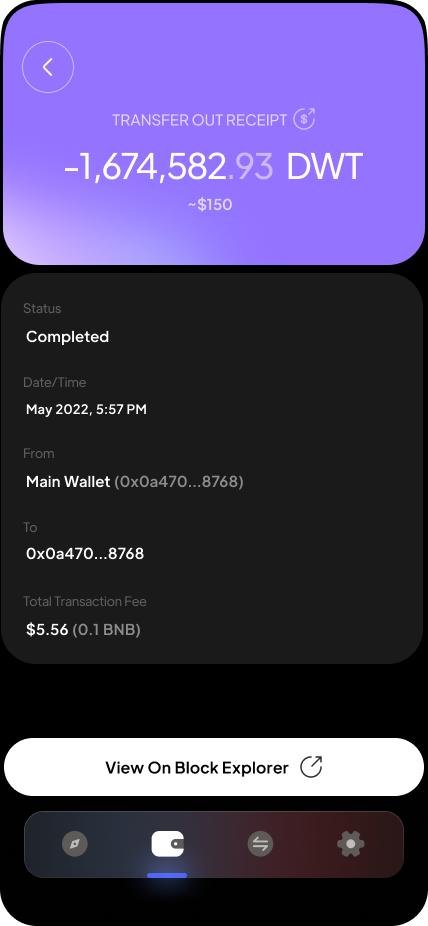 TRANSFER OUT RECEIPT $
-1,674,582.93 DWT
~$150
Status
Completed
Date/Time
May 2022, 5:57 PM
From
Main Wallet (0x0a470...8768)
To
0x0a470...8768
Total Transaction Fee
$5.56 (0.1 BNB)
View On Block Explorer